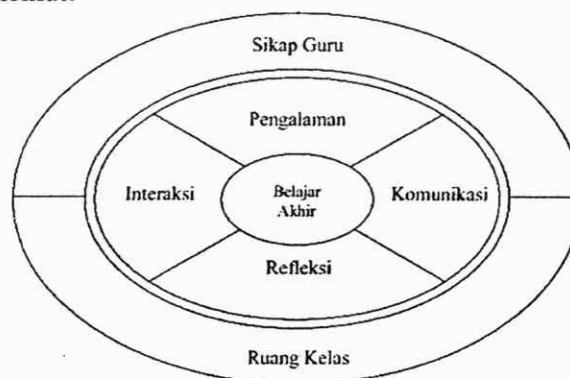 Sikap Guru
Pengalaman
Interaksi
Belajar
Akhir
Komunikasi
Refleksi
Ruang Kelas